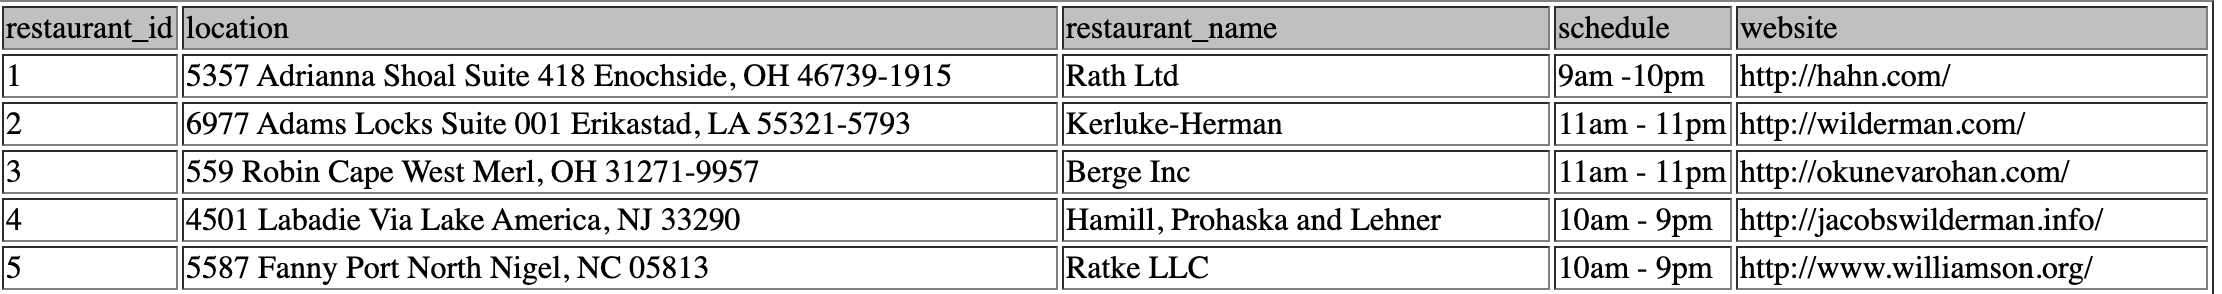 restaurant_id location restaurant_name schedule website
1 5357 Adrianna Shoal Suite 418 Enochside, OH 46739-1915 Rath Ltd 9am -10pm http://hahn.com/
2 6977 Adams Locks Suite 001 Erikastad, LA 55321-5793 Kerluke-Herman 11am - 11pm http://wilderman.com/
3 559 Robin Cape West Merl, OH 31271-9957 Berge Inc 11am - 11pm http://okunevarohan.com/
4 4501 Labadie Via Lake America, NJ 33290 Hamill, Prohaska and Lehner 10am - 9pm http://jacobswilderman.info/
5 5587 Fanny Port North Nigel, NC 05813 Ratke LLC 10am - 9pm http://www.williamson.org/